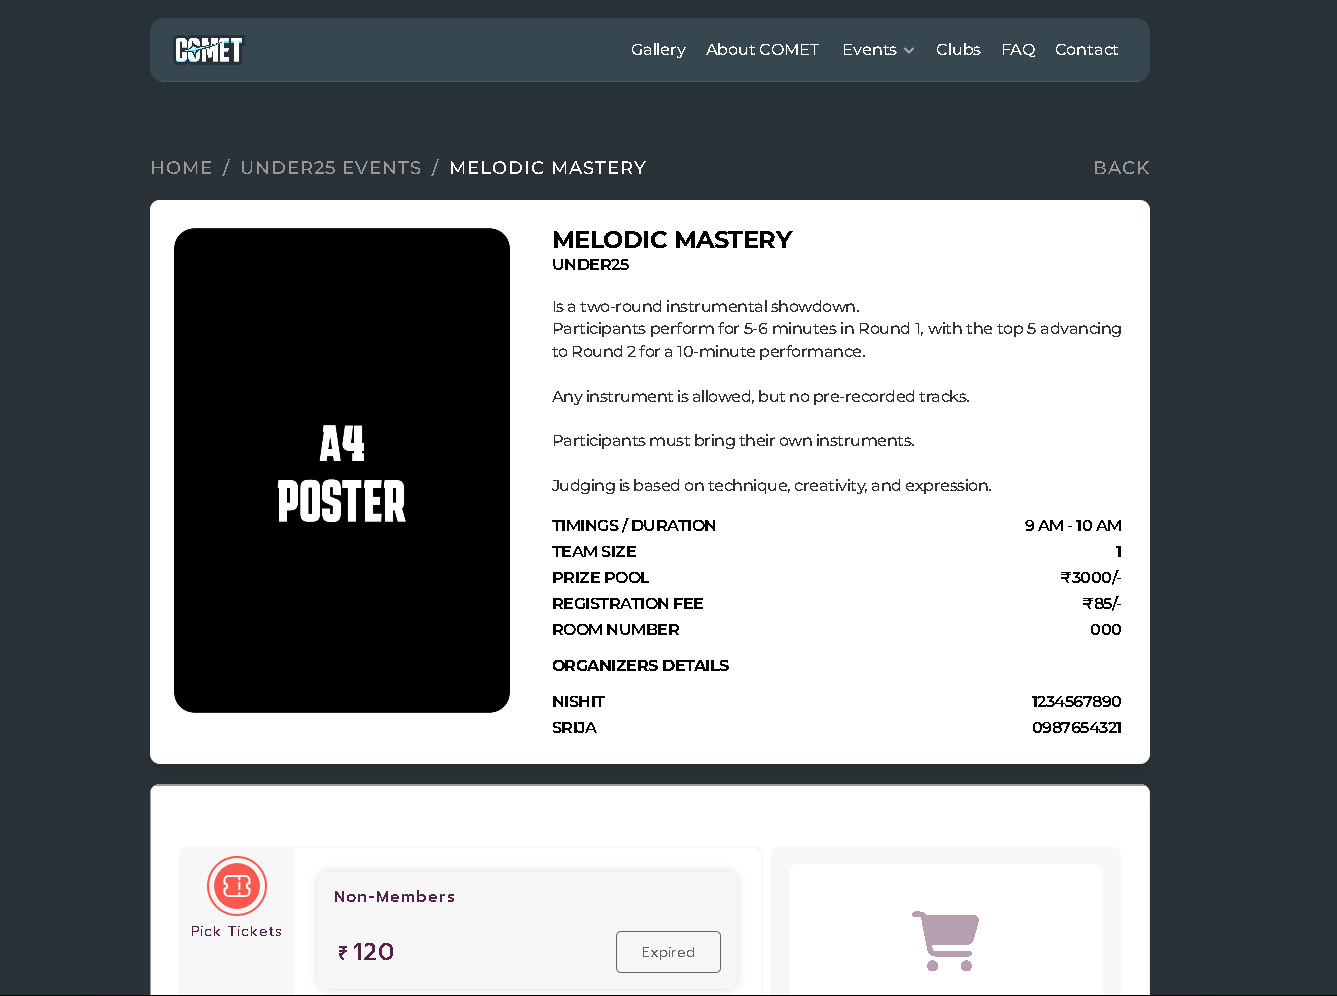 COMET
Gallery About COMET Events Clubs FAQ Contact
HOME / UNDER25 EVENTS / MELODIC MASTERY BACK
A4
POSTER
MELODIC MASTERY
UNDER25
Is a two-round instrumental showdown.
Participants perform for 5-6 minutes in Round 1, with the top 5 advancing
to Round 2 for a 10-minute performance.
Any instrument is allowed, but no pre-recorded tracks.
Participants must bring their own instruments.
Judging is based on technique, creativity, and expression.
TIMINGS / DURATION 9 AM - 10 AM
TEAM SIZE 1
PRIZE POOL ₹3000/-
REGISTRATION FEE ₹85/-
ROOM NUMBER 000
ORGANIZERS DETAILS
NISHIT 1234567890
SRIJA 0987654321
Pick Tickets
Non-Members
₹ 120 Expired